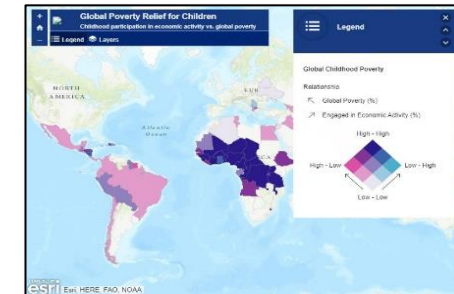 Global Poverty Relief for Children
Childhood participation in economic activity vs. global poverty
Legend Layers
Legend
Global Childhood Poverty
Relationship
Global Poverty (%)
Engaged in Economic Activity (%)
High - High
High - Low
Low - High
Low - Low
NORTH
AMERICA
Atlantic
Ocean
esri
Esri, HERE, FAO, NOAA